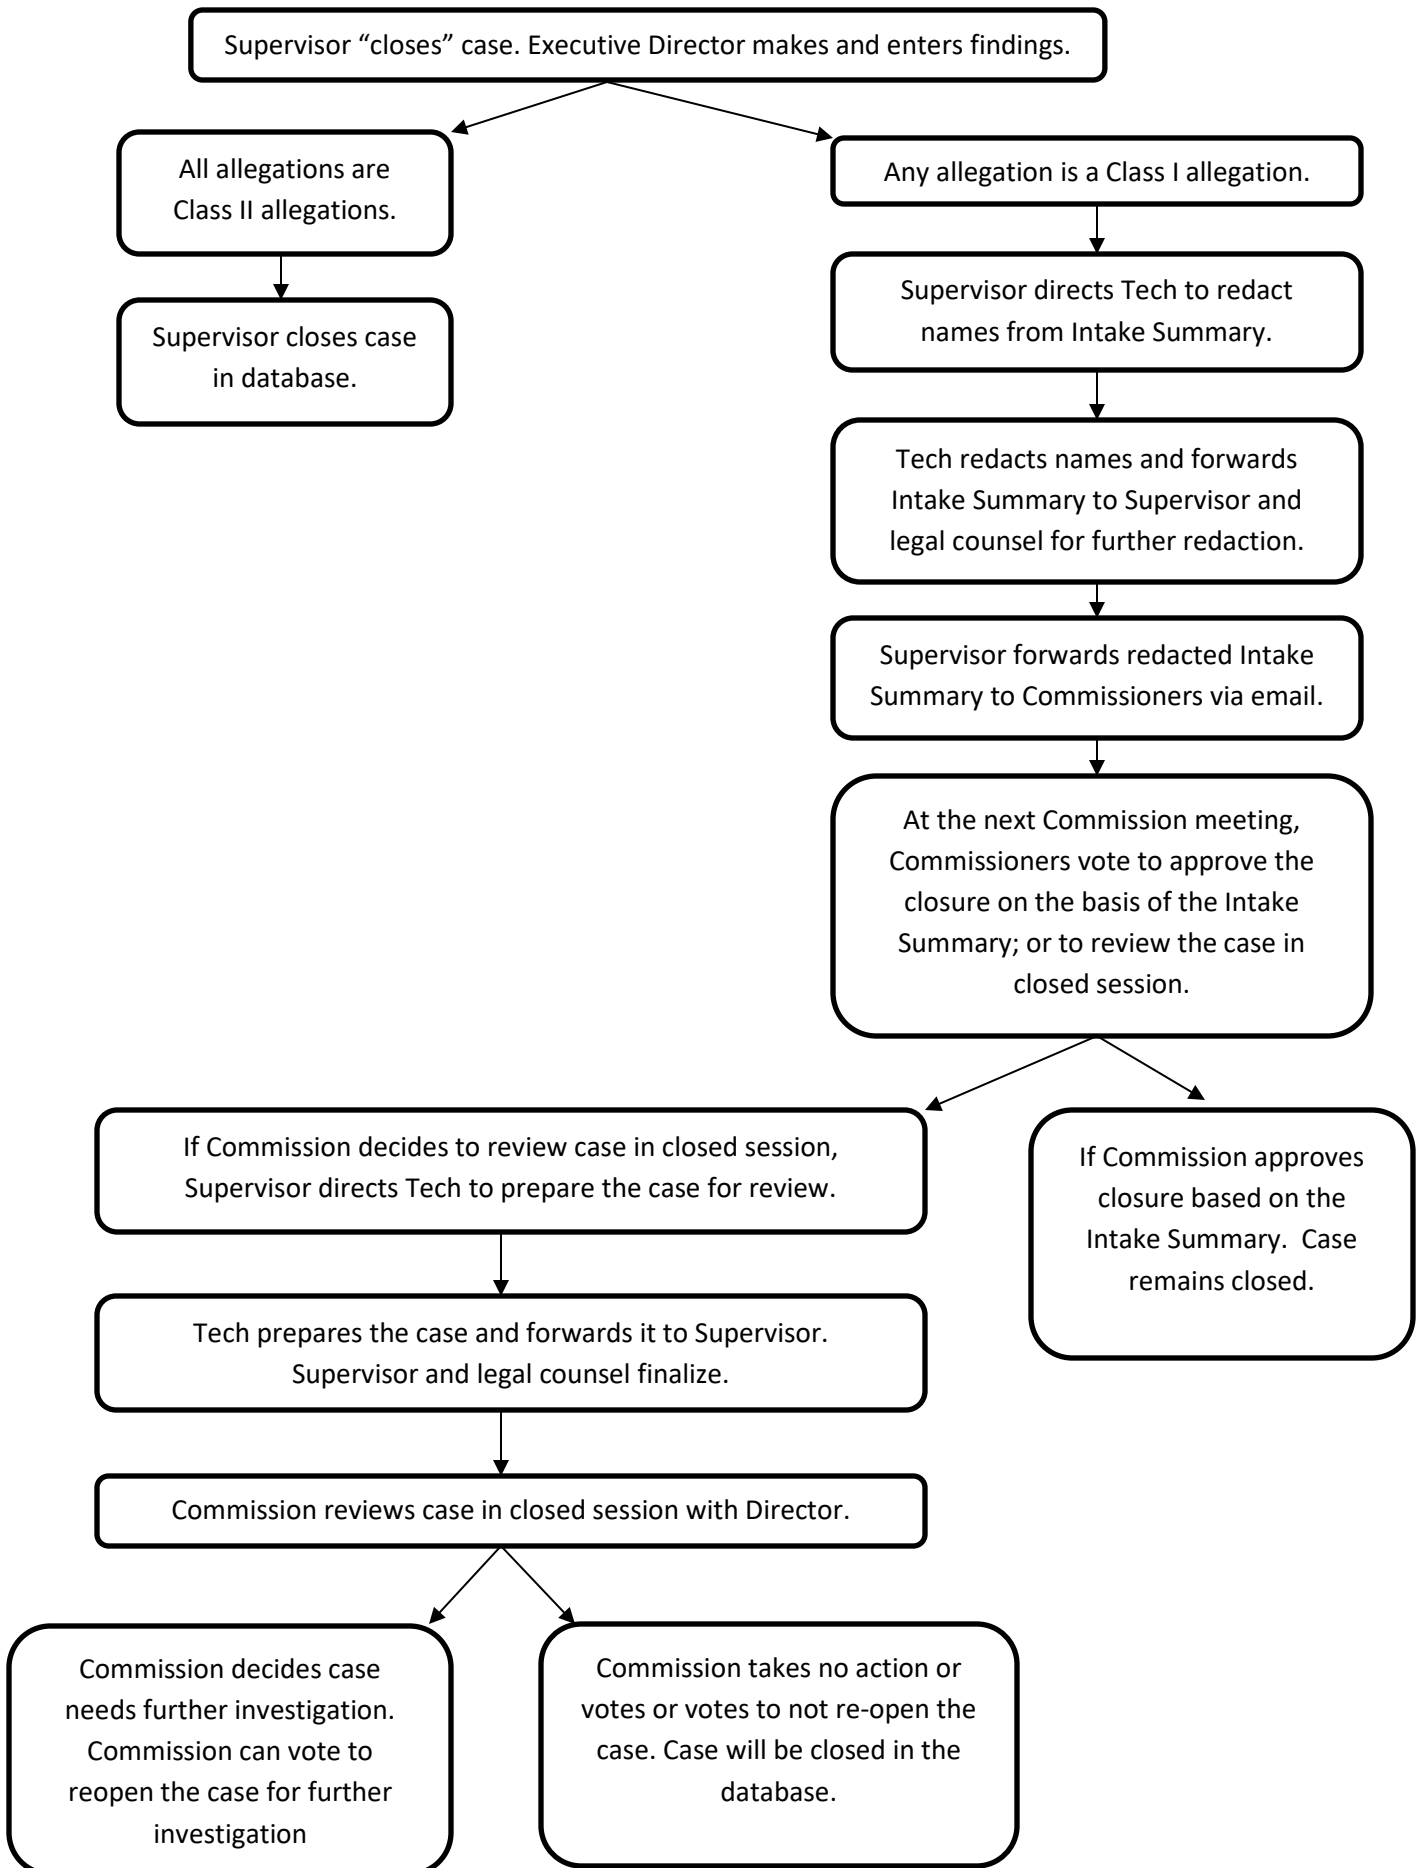 Supervisor “closes” case. Executive Director makes and enters findings.
All allegations are
Class II allegations.
Any allegation is a Class I allegation.
Supervisor closes case
in database.
Supervisor directs Tech to redact
names from Intake Summary.
Tech redacts names and forwards
Intake Summary to Supervisor and
legal counsel for further redaction.
Supervisor forwards redacted Intake
Summary to Commissioners via email.
At the next Commission meeting,
Commissioners vote to approve the
closure on the basis of the Intake
Summary; or to review the case in
closed session.
If Commission decides to review case in closed session,
Supervisor directs Tech to prepare the case for review.
If Commission approves
closure based on the
Intake Summary.  Case
remains closed.
Tech prepares the case and forwards it to Supervisor.
Supervisor and legal counsel finalize.
Commission reviews case in closed session with Director.
Commission decides case
needs further investigation.
Commission can vote to
reopen the case for further
investigation
Commission takes no action or
votes or votes to not re-open the
case. Case will be closed in the
database.